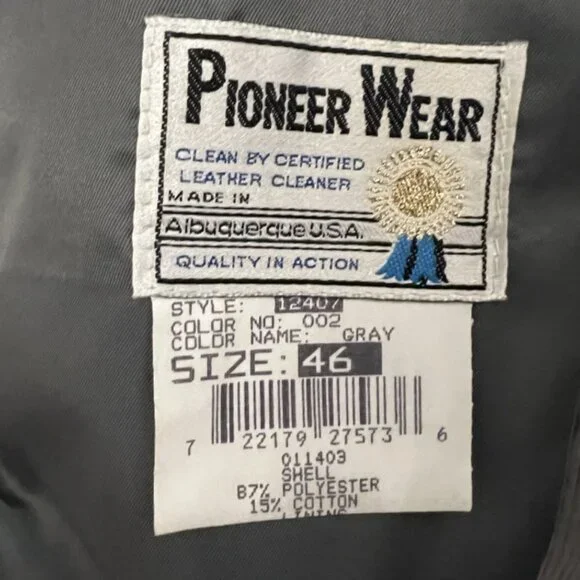 PIONEER WEAR
CLEAN BY CERTIFIED
LEATHER CLEANER
MADE IN
Albuquerque U.S.A.
QUALITY IN ACTION
STYLE: 12407
COLOR NO: 002
COLOR NAME: GRAY
SIZE: 46
7 22179 27573 6
011403
SHELL
87% POLYESTER
15% COTTON
LINING